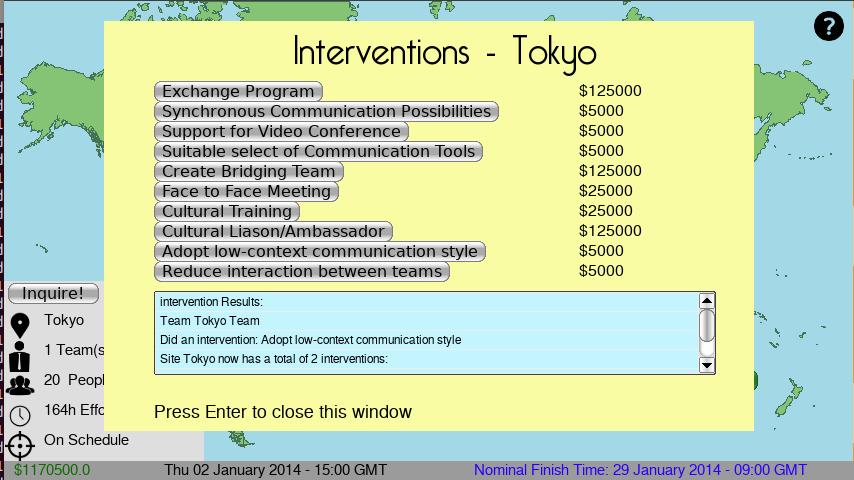 ?
Interventions - Tokyo
Exchange Program $125000
Synchronous Communication Possibilities $5000
Support for Video Conference $5000
Suitable select of Communication Tools $5000
Create Bridging Team $125000
Face to Face Meeting $25000
Cultural Training $25000
Cultural Liason/Ambassador $125000
Adopt low-context communication style $5000
Reduce interaction between teams $5000
intervention Results:
Team Tokyo Team
Did an intervention: Adopt low-context communication style
Site Tokyo now has a total of 2 interventions:
Press Enter to close this window
Inquire!
Tokyo
1 Team(s
20 Peopl
164h Effo
On Schedule
$1170500.0 Thu 02 January 2014 - 15:00 GMT Nominal Finish Time: 29 January 2014 - 09:00 GMT